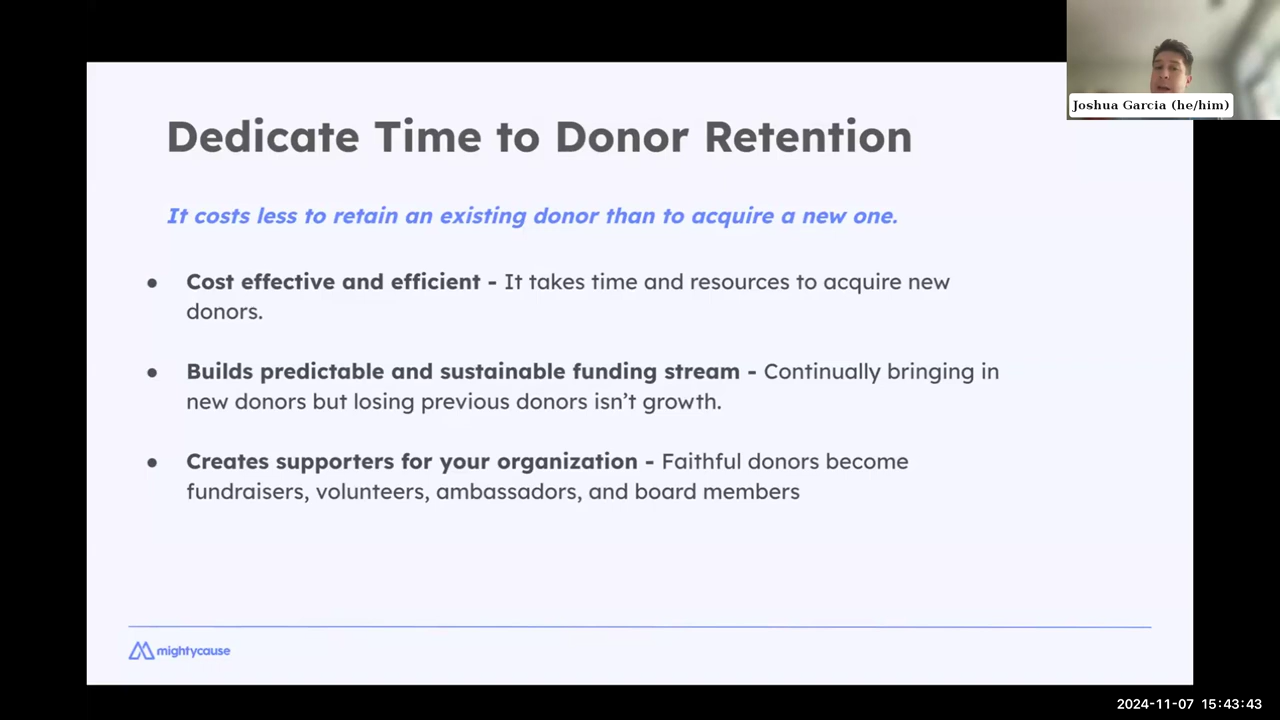 Joshua Garcia (he/him)
Dedicate Time to Donor Retention
It costs less to retain an existing donor than to acquire a new one.
● Cost effective and efficient - It takes time and resources to acquire new
donors.
● Builds predictable and sustainable funding stream - Continually bringing in
new donors but losing previous donors isn’t growth.
● Creates supporters for your organization - Faithful donors become
fundraisers, volunteers, ambassadors, and board members
mightycause
2024-11-07 15:43:43